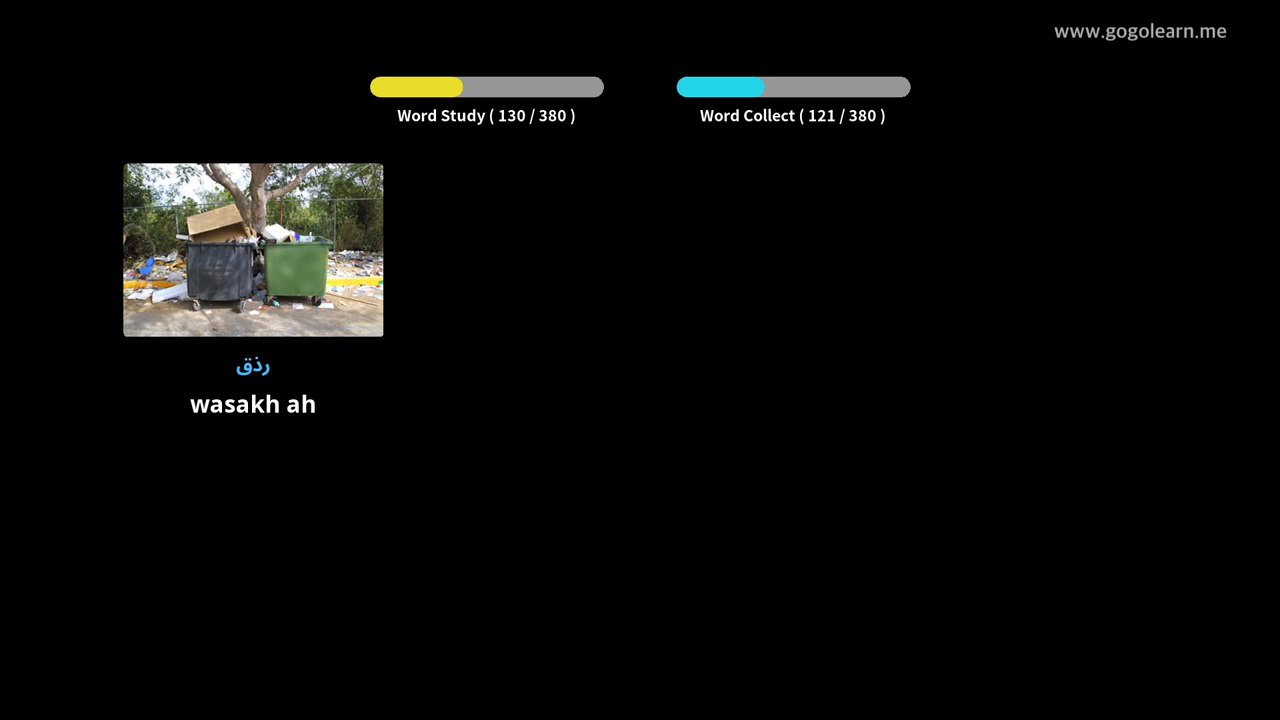 www.gogolearn.me
Word Study ( 130 / 380 )
Word Collect ( 121 / 380 )
رذق
wasakh ah